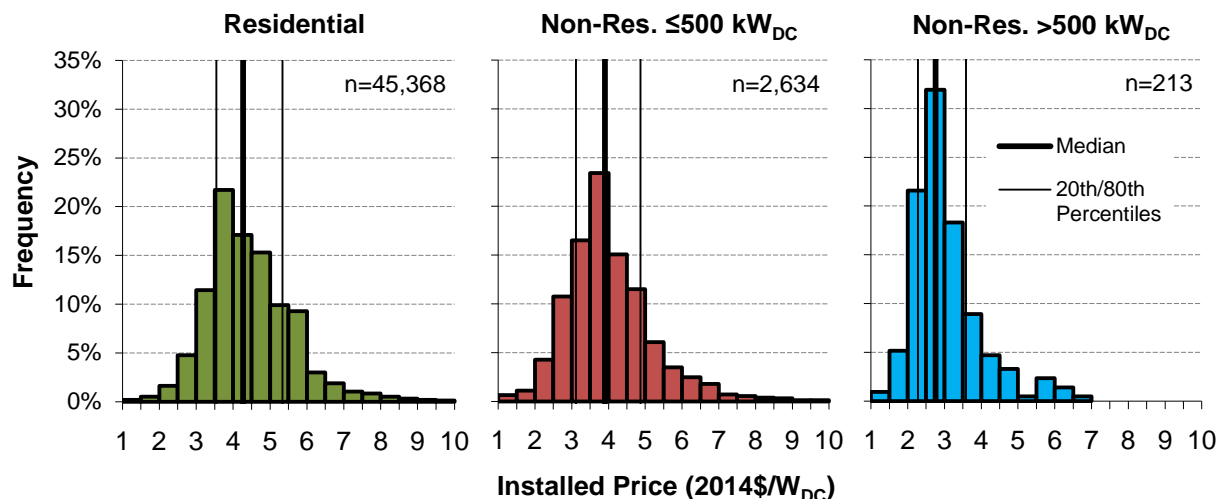 Residential
Non-Res. ≤500 kW_DC
Non-Res. >500 kW_DC
Frequency
35%
30%
25%
20%
15%
10%
5%
0%
n=45,368
n=2,634
n=213
Median
20th/80th
Percentiles
1 2 3 4 5 6 7 8 9 10
1 2 3 4 5 6 7 8 9 10
1 2 3 4 5 6 7 8 9 10
Installed Price (2014$/W_DC)